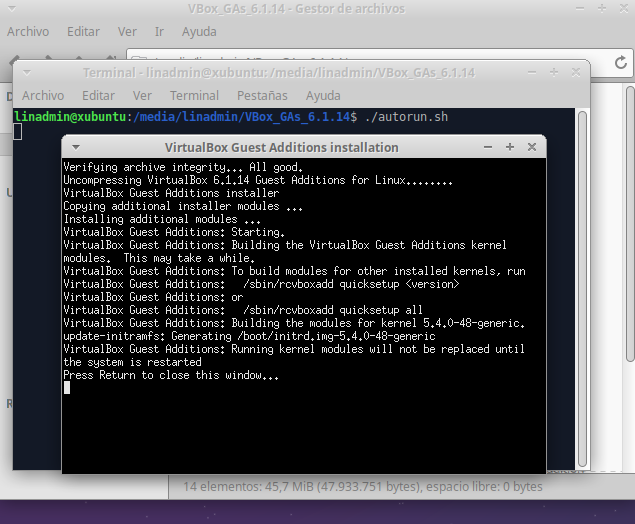 VBox_GAs_6.1.14 - Gestor de archivos
Archivo Editar Ver Ir Ayuda
Terminal - linadmin@xubuntu: /media/linadmin/VBox_GAs_6.1.14
Archivo Editar Ver Terminal Pestañas Ayuda
linadmin@xubuntu:/media/linadmin/VBox_GAs_6.1.14$ ./autorun.sh
VirtualBox Guest Additions installation
Verifying archive integrity... All good.
Uncompressing VirtualBox 6.1.14 Guest Additions for Linux........
VirtualBox Guest Additions installer
Copying additional installer modules ...
Installing additional modules ...
VirtualBox Guest Additions: Starting.
VirtualBox Guest Additions: Building the VirtualBox Guest Additions kernel
modules.  This may take a while.
VirtualBox Guest Additions: To build modules for other installed kernels, run
VirtualBox Guest Additions:   /sbin/rcvboxadd quicksetup <version>
VirtualBox Guest Additions: or
VirtualBox Guest Additions:   /sbin/rcvboxadd quicksetup all
VirtualBox Guest Additions: Building the modules for kernel 5.4.0-48-generic.
update-initramfs: Generating /boot/initrd.img-5.4.0-48-generic
VirtualBox Guest Additions: Running kernel modules will not be replaced until
the system is restarted
Press Return to close this window...
14 elementos: 45,7 MiB (47.933.751 bytes), espacio libre: 0 bytes